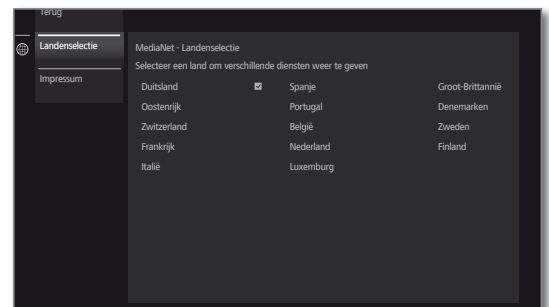 Terug
Landenselectie
Impressum
MediaNet - Landenselectie
Selecteer een land om verschillende diensten weer te geven
Duitsland Spanje Groot-Brittannië
Oostenrijk Portugal Denemarken
Zwitzerland België Zweden
Frankrijk Nederland Finland
Italië Luxemburg